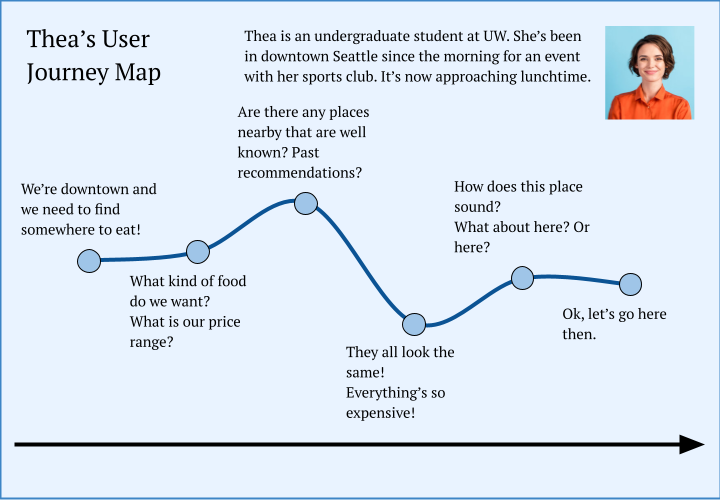 Thea’s User
Journey Map
Thea is an undergraduate student at UW. She’s been
in downtown Seattle since the morning for an event
with her sports club. It’s now approaching lunchtime.
We’re downtown and
we need to find
somewhere to eat!
What kind of food
do we want?
What is our price
range?
Are there any places
nearby that are well
known? Past
recommendations?
They all look the
same!
Everything’s so
expensive!
How does this place
sound?
What about here? Or
here?
Ok, let’s go here
then.